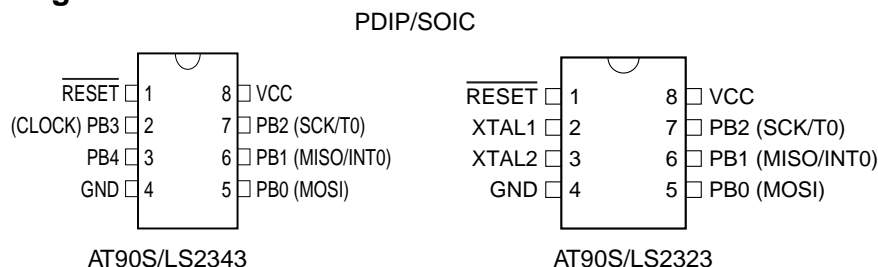 PDIP/SOIC
RESET 1 8 VCC
(CLOCK) PB3 2 7 PB2 (SCK/T0)
PB4 3 6 PB1 (MISO/INT0)
GND 4 5 PB0 (MOSI)
AT90S/LS2343
RESET 1 8 VCC
XTAL1 2 7 PB2 (SCK/T0)
XTAL2 3 6 PB1 (MISO/INT0)
GND 4 5 PB0 (MOSI)
AT90S/LS2323